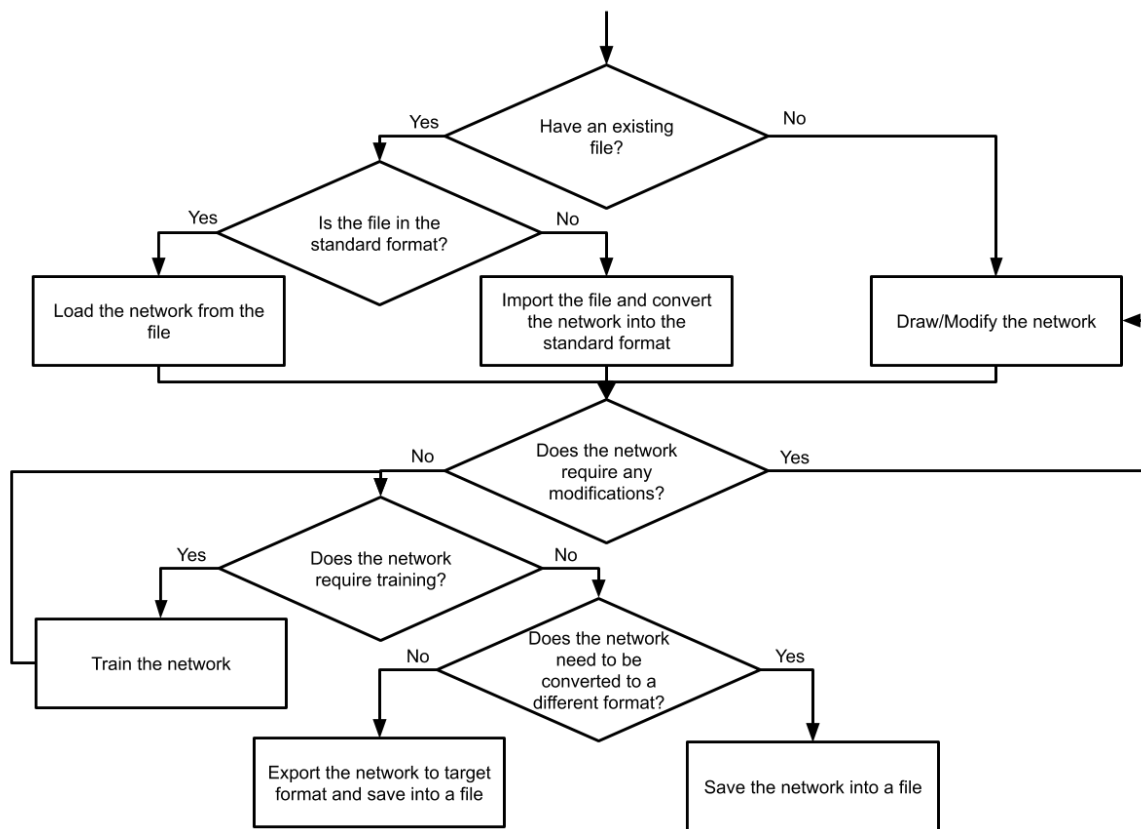 Have an existing
file?
Yes
No
Is the file in the
standard format?
Yes
No
Load the network from the
file
Import the file and convert
the network into the
standard format
Draw/Modify the network
Does the network
require any
modifications?
No
Yes
Does the network
require training?
Yes
No
Train the network
Does the network
need to be
converted to a
different format?
No
Yes
Export the network to target
format and save into a file
Save the network into a file